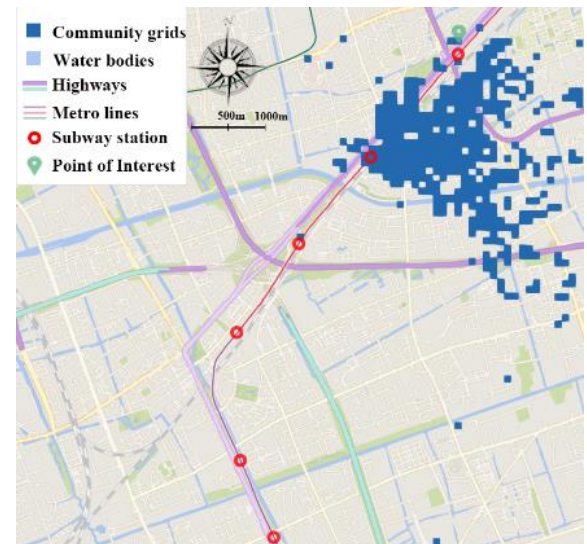 Community grids
Water bodies
Highways
Metro lines
Subway station
Point of Interest
N
500m 1000m